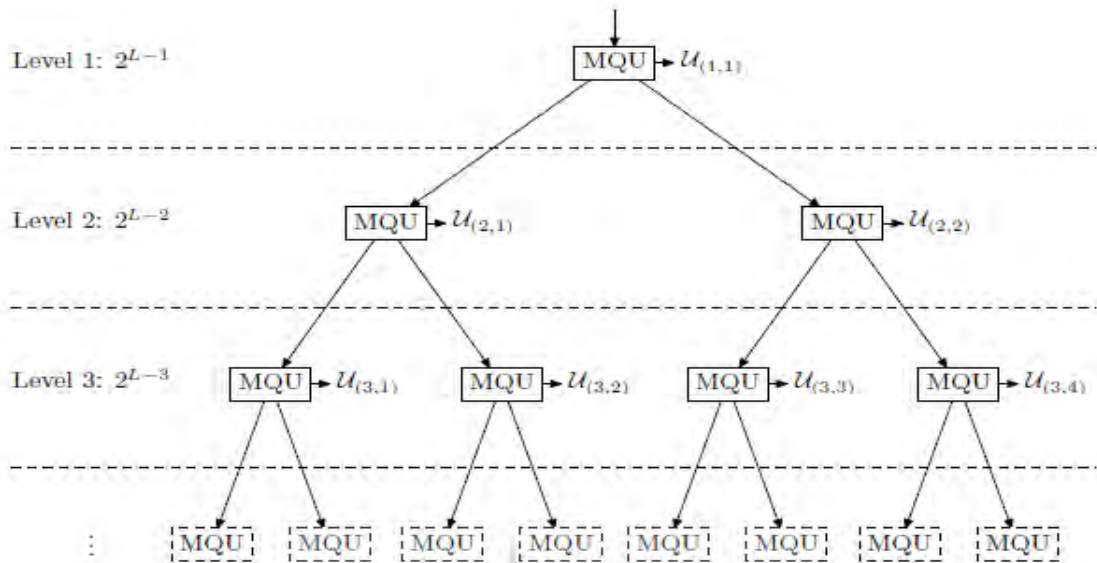 Level 1: 2^{L−1} MQU 𝒰_{(1,1)}
Level 2: 2^{L−2} MQU 𝒰_{(2,1)} MQU 𝒰_{(2,2)}
Level 3: 2^{L−3} MQU 𝒰_{(3,1)} MQU 𝒰_{(3,2)} MQU 𝒰_{(3,3)} MQU 𝒰_{(3,4)}
⋮ MQU MQU MQU MQU MQU MQU MQU MQU